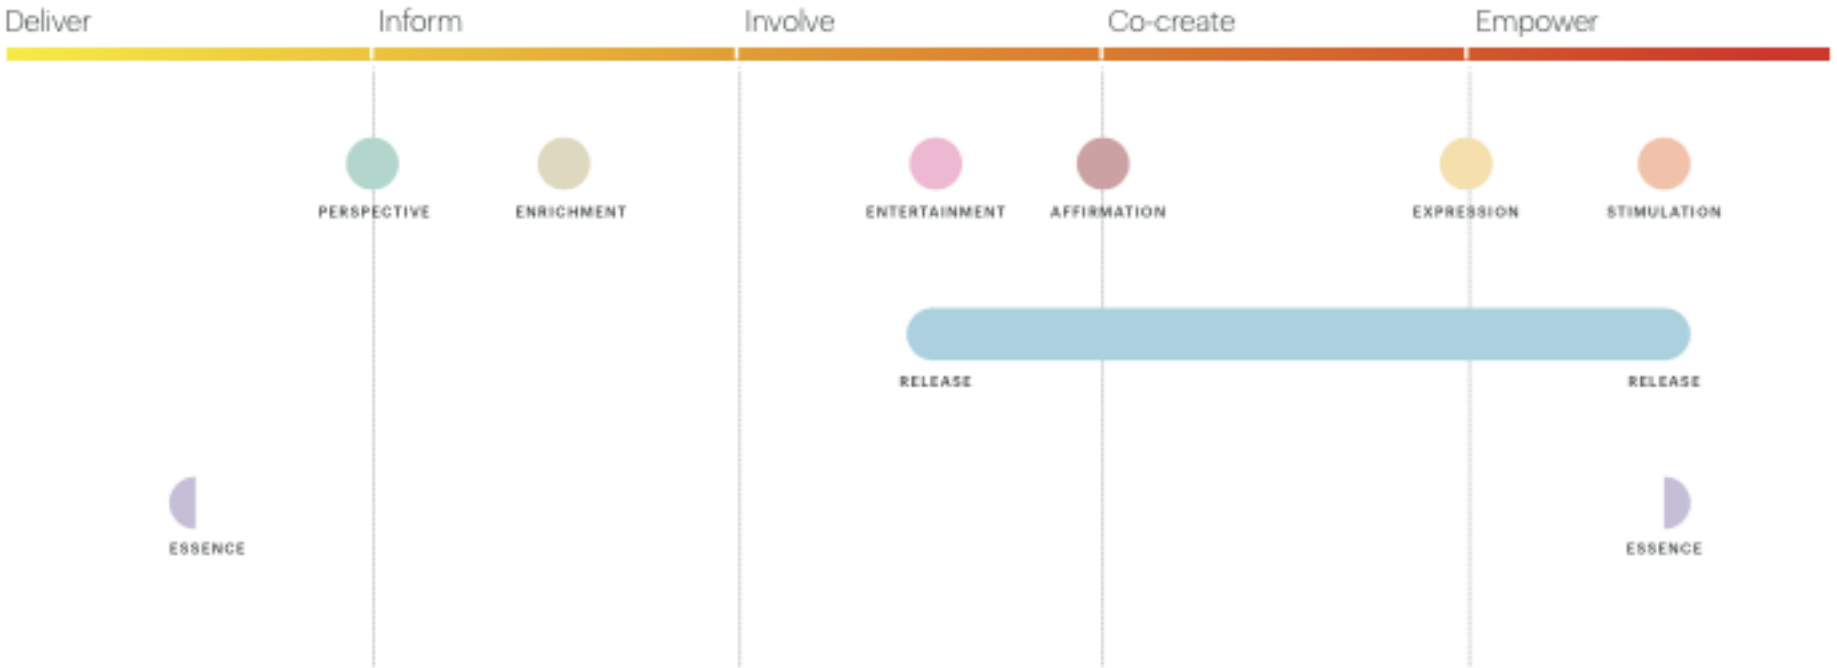 Deliver Inform Involve Co-create Empower
PERSPECTIVE ENRICHMENT ENTERTAINMENT AFFIRMATION EXPRESSION STIMULATION
RELEASE RELEASE
ESSENCE ESSENCE